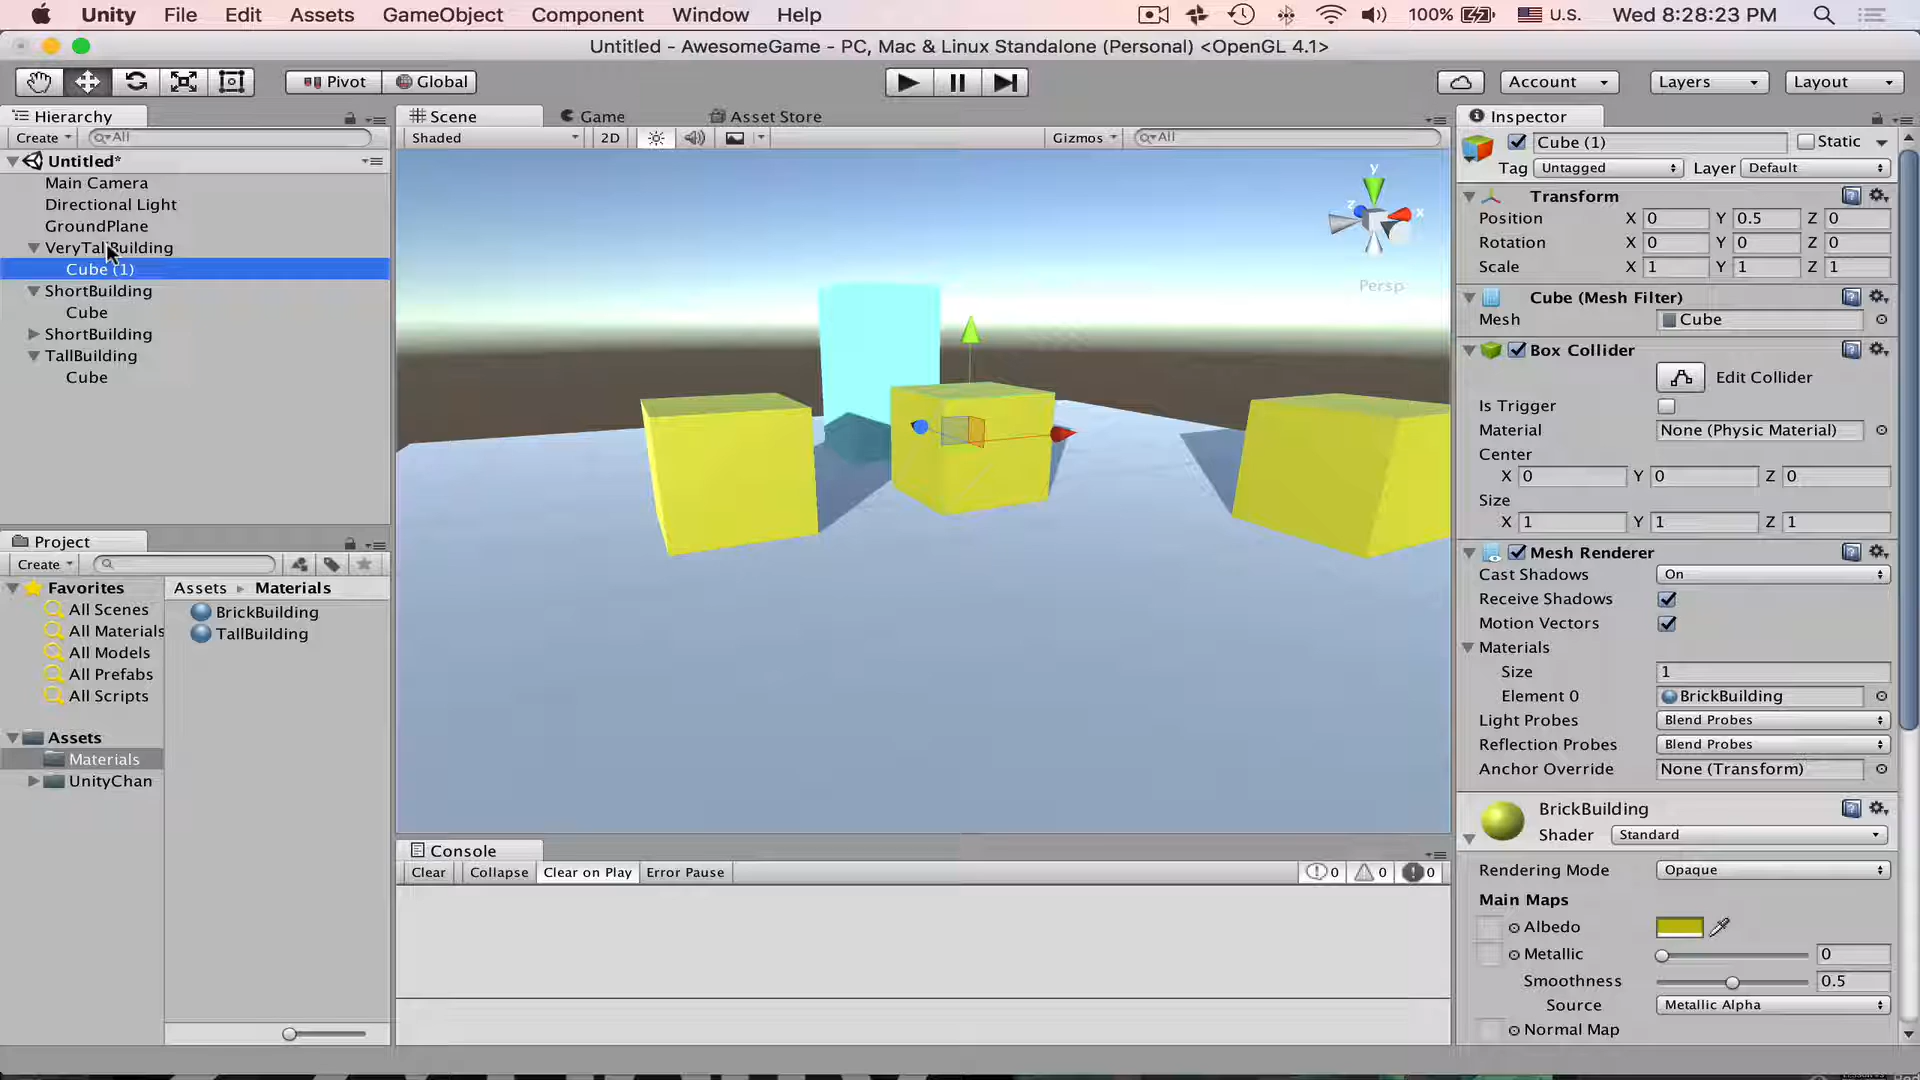 Unity File Edit Assets GameObject Component Window Help 100% U.S. Wed 8:28:23 PM
Untitled - AwesomeGame - PC, Mac & Linux Standalone (Personal) <OpenGL 4.1>
Pivot Global Account Layers Layout
Hierarchy
Create All
Untitled*
Main Camera
Directional Light
GroundPlane
VeryTallBuilding
Cube (1)
ShortBuilding
Cube
ShortBuilding
TallBuilding
Cube
Scene Game Asset Store
Shaded 2D Gizmos All
y
z x
Persp
Project
Create
Favorites
All Scenes
All Materials
All Models
All Prefabs
All Scripts
Assets
Materials
UnityChan
Assets Materials
BrickBuilding
TallBuilding
Console
Clear Collapse Clear on Play Error Pause 0 0 0
Inspector
Cube (1) Static
Tag Untagged Layer Default
Transform
Position X 0 Y 0.5 Z 0
Rotation X 0 Y 0 Z 0
Scale X 1 Y 1 Z 1
Cube (Mesh Filter)
Mesh Cube
Box Collider
Edit Collider
Is Trigger
Material None (Physic Material)
Center
X 0 Y 0 Z 0
Size
X 1 Y 1 Z 1
Mesh Renderer
Cast Shadows On
Receive Shadows
Motion Vectors
Materials
Size 1
Element 0 BrickBuilding
Light Probes Blend Probes
Reflection Probes Blend Probes
Anchor Override None (Transform)
BrickBuilding
Shader Standard
Rendering Mode Opaque
Main Maps
Albedo
Metallic 0
Smoothness 0.5
Source Metallic Alpha
Normal Map